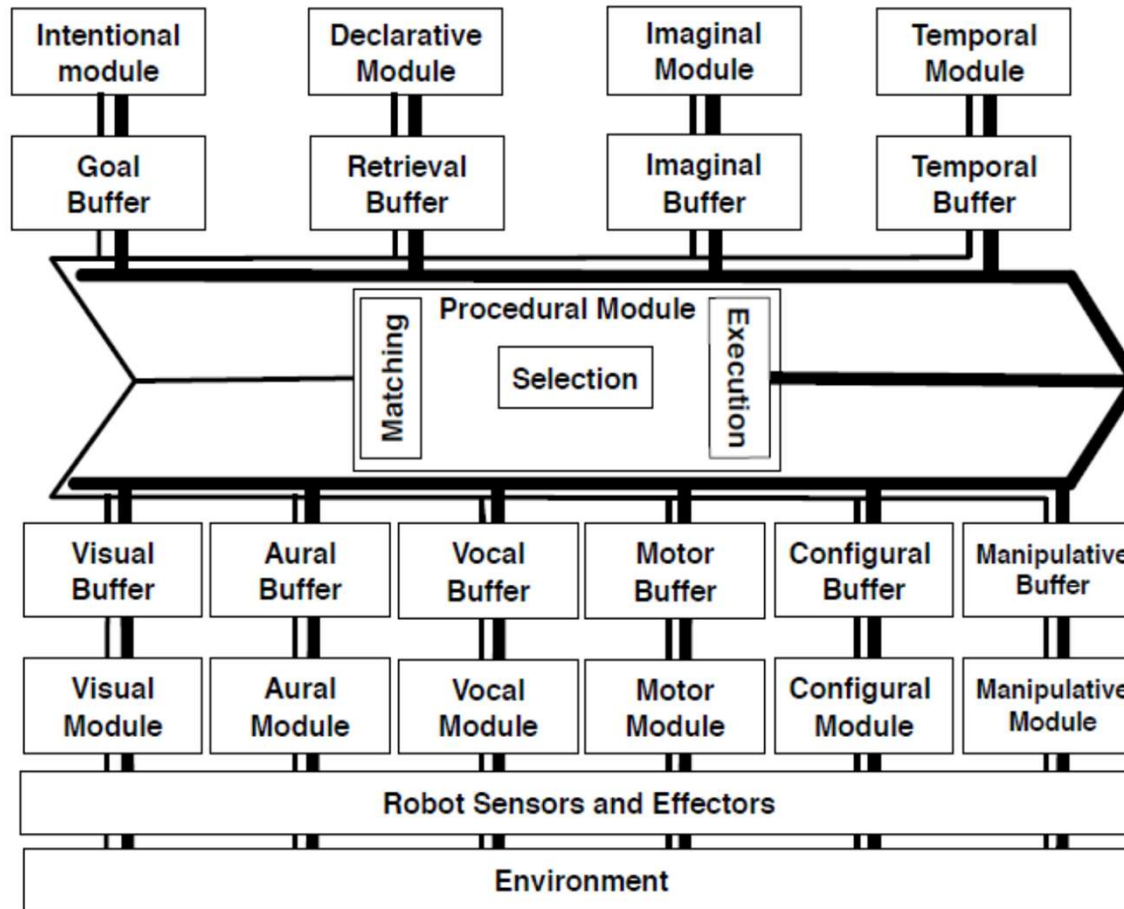 Intentional
module
Declarative
Module
Imaginal
Module
Temporal
Module
Goal
Buffer
Retrieval
Buffer
Imaginal
Buffer
Temporal
Buffer
Procedural Module
Matching
Selection
Execution
Visual
Buffer
Aural
Buffer
Vocal
Buffer
Motor
Buffer
Configural
Buffer
Manipulative
Buffer
Visual
Module
Aural
Module
Vocal
Module
Motor
Module
Configural
Module
Manipulative
Module
Robot Sensors and Effectors
Environment